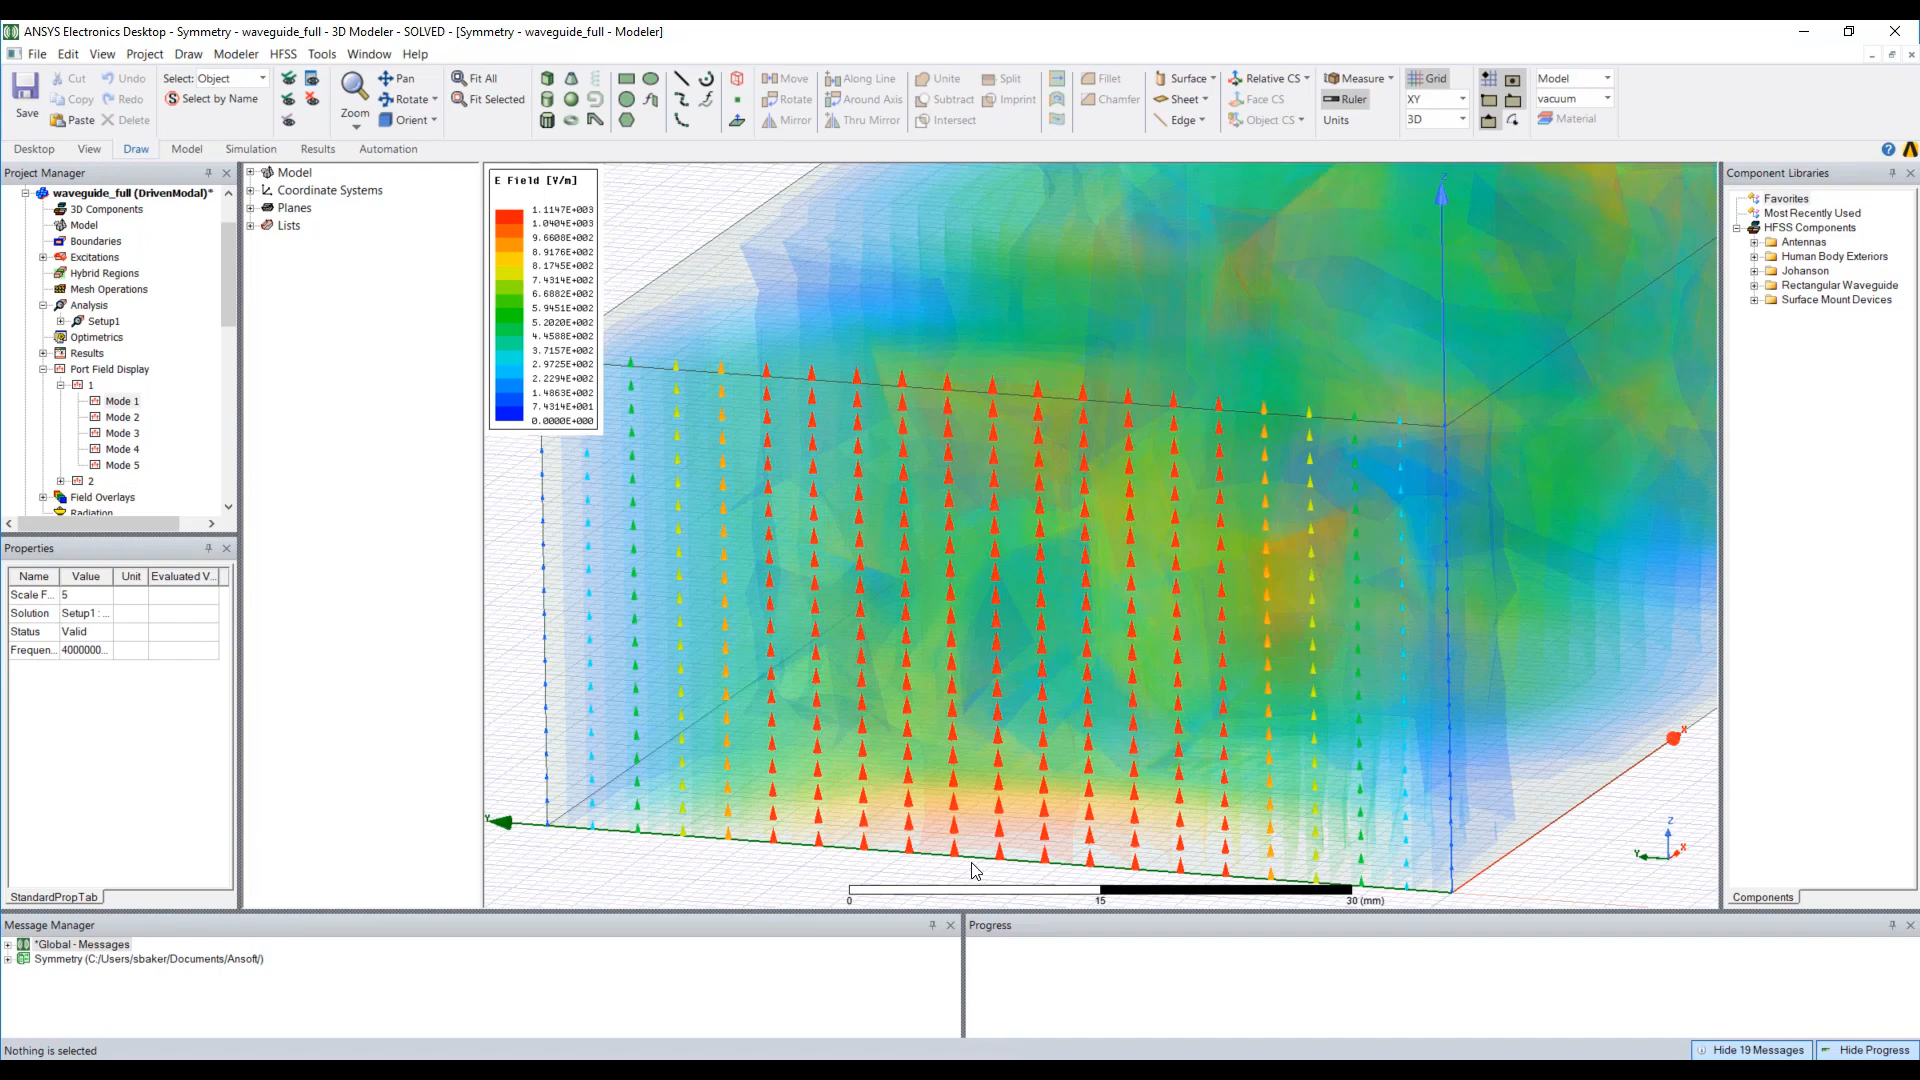 ANSYS Electronics Desktop - Symmetry - waveguide_full - 3D Modeler - SOLVED - [Symmetry - waveguide_full - Modeler]
File Edit View Project Draw Modeler HFSS Tools Window Help
Save
Cut Undo
Copy Redo
Paste Delete
Select: Object
Select by Name
Zoom
Pan
Rotate
Orient
Fit All
Fit Selected
Move Along Line
Rotate Around Axis
Mirror Thru Mirror
Unite Split
Subtract Imprint
Intersect
Fillet
Chamfer
Surface
Sheet
Edge
Relative CS
Face CS
Object CS
Measure
Ruler
Units
Grid
XY
3D
Model
vacuum
Material
Desktop View Draw Model Simulation Results Automation
Project Manager
waveguide_full (DrivenModal)*
3D Components
Model
Boundaries
Excitations
Hybrid Regions
Mesh Operations
Analysis
Setup1
Optimetrics
Results
Port Field Display
1
Mode 1
Mode 2
Mode 3
Mode 4
Mode 5
2
Field Overlays
Radiation
Properties
Name Value Unit Evaluated V...
Scale F... 5
Solution Setup1 : ...
Status Valid
Frequen... 4000000...
StandardPropTab
Model
Coordinate Systems
Planes
Lists
E Field [V/m]
1.1147E+003
1.0404E+003
9.6608E+002
8.9176E+002
8.1745E+002
7.4314E+002
6.6882E+002
5.9451E+002
5.2020E+002
4.4588E+002
3.7157E+002
2.9725E+002
2.2294E+002
1.4863E+002
7.4314E+001
0.0000E+000
Z
X
Y
Z
X
Y
0 15 30 (mm)
Component Libraries
Favorites
Most Recently Used
HFSS Components
Antennas
Human Body Exteriors
Johanson
Rectangular Waveguide
Surface Mount Devices
Components
Message Manager
*Global - Messages
Symmetry (C:/Users/sbaker/Documents/Ansoft/)
Progress
Nothing is selected
Hide 19 Messages
Hide Progress